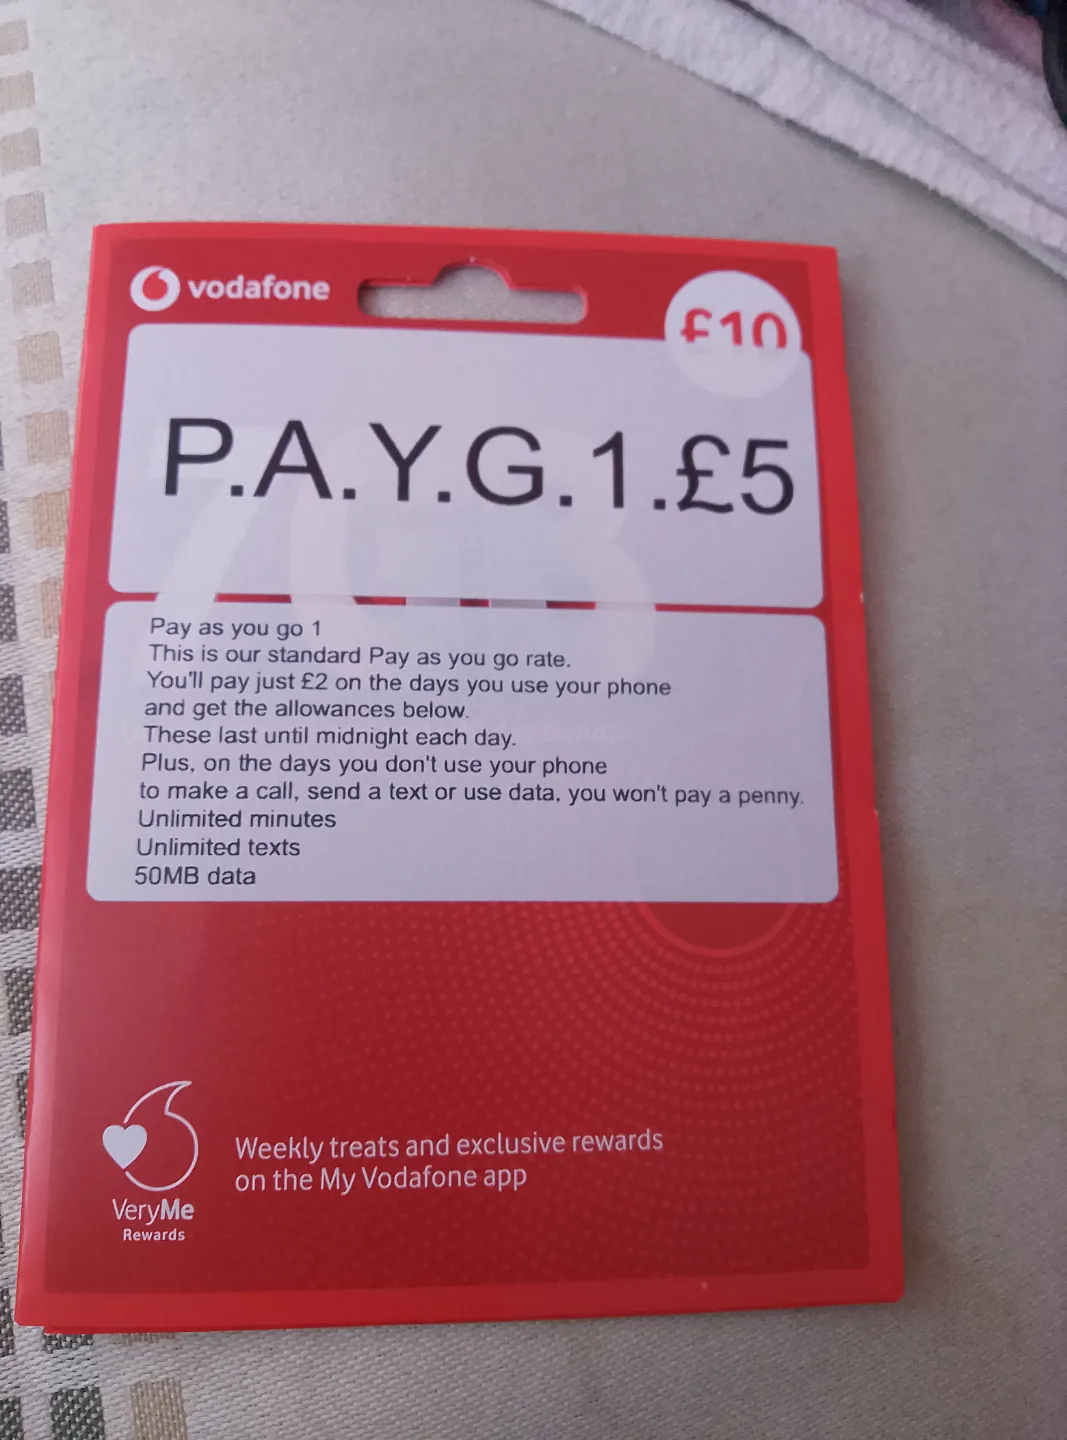 vodafone
£10
P.A.Y.G.1.£5
7GB
Pay as you go 1
This is our standard Pay as you go rate.
You'll pay just £2 on the days you use your phone
and get the allowances below.
These last until midnight each day.
Plus, on the days you don't use your phone
to make a call, send a text or use data, you won't pay a penny.
Unlimited minutes
Unlimited texts
50MB data
Weekly treats and exclusive rewards
on the My Vodafone app
VeryMe
Rewards